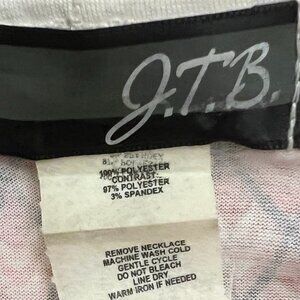 J.T.B.
100% POLYESTER
CONTRAST:
97% POLYESTER
3% SPANDEX
REMOVE NECKLACE
MACHINE WASH COLD
GENTLE CYCLE
DO NOT BLEACH
LINE DRY
WARM IRON IF NEEDED